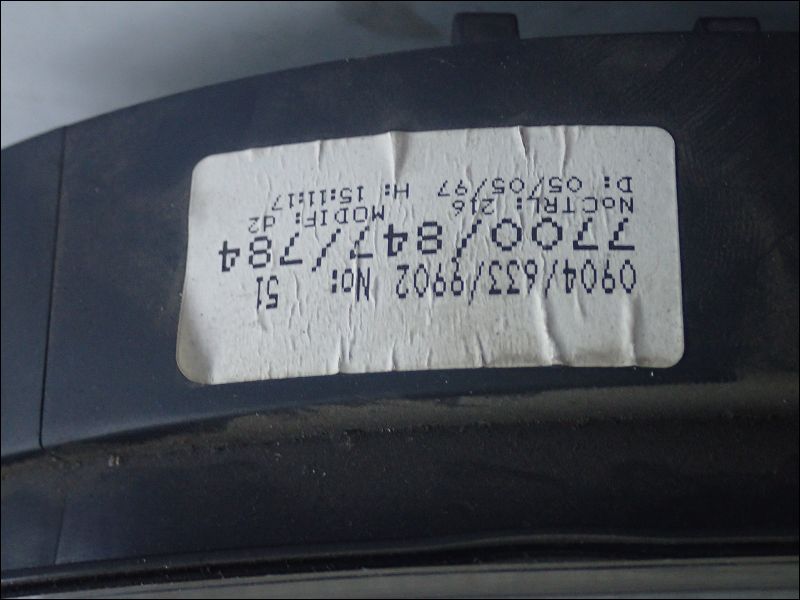 0904/633/9902 No: 51
7700/847/784
NoCTRL: 216 MODIF: d2
D: 05/05/97 H: 15:11:17